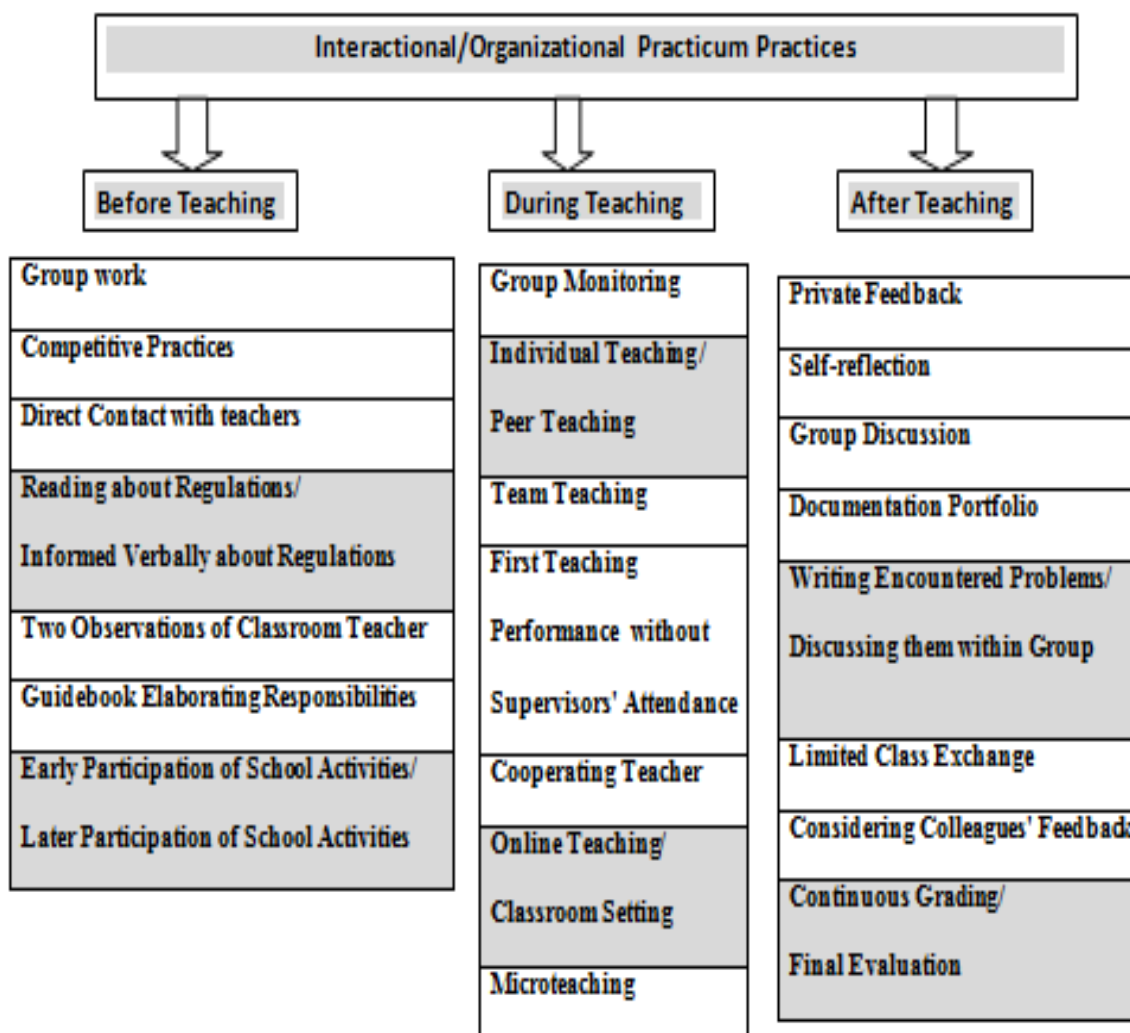 Interactional/Organizational Practicum Practices
Before Teaching
During Teaching
After Teaching
Group work
Competitive Practices
Direct Contact with teachers
Reading about Regulations/
Informed Verbally about Regulations
Two Observations of Classroom Teacher
Guidebook Elaborating Responsibilities
Early Participation of School Activities/
Later Participation of School Activities
Group Monitoring
Individual Teaching/
Peer Teaching
Team Teaching
First Teaching
Performance without
Supervisors' Attendance
Cooperating Teacher
Online Teaching/
Classroom Setting
Microteaching
Private Feedback
Self-reflection
Group Discussion
Documentation Portfolio
Writing Encountered Problems/
Discussing them within Group
Limited Class Exchange
Considering Colleagues' Feedback
Continuous Grading/
Final Evaluation